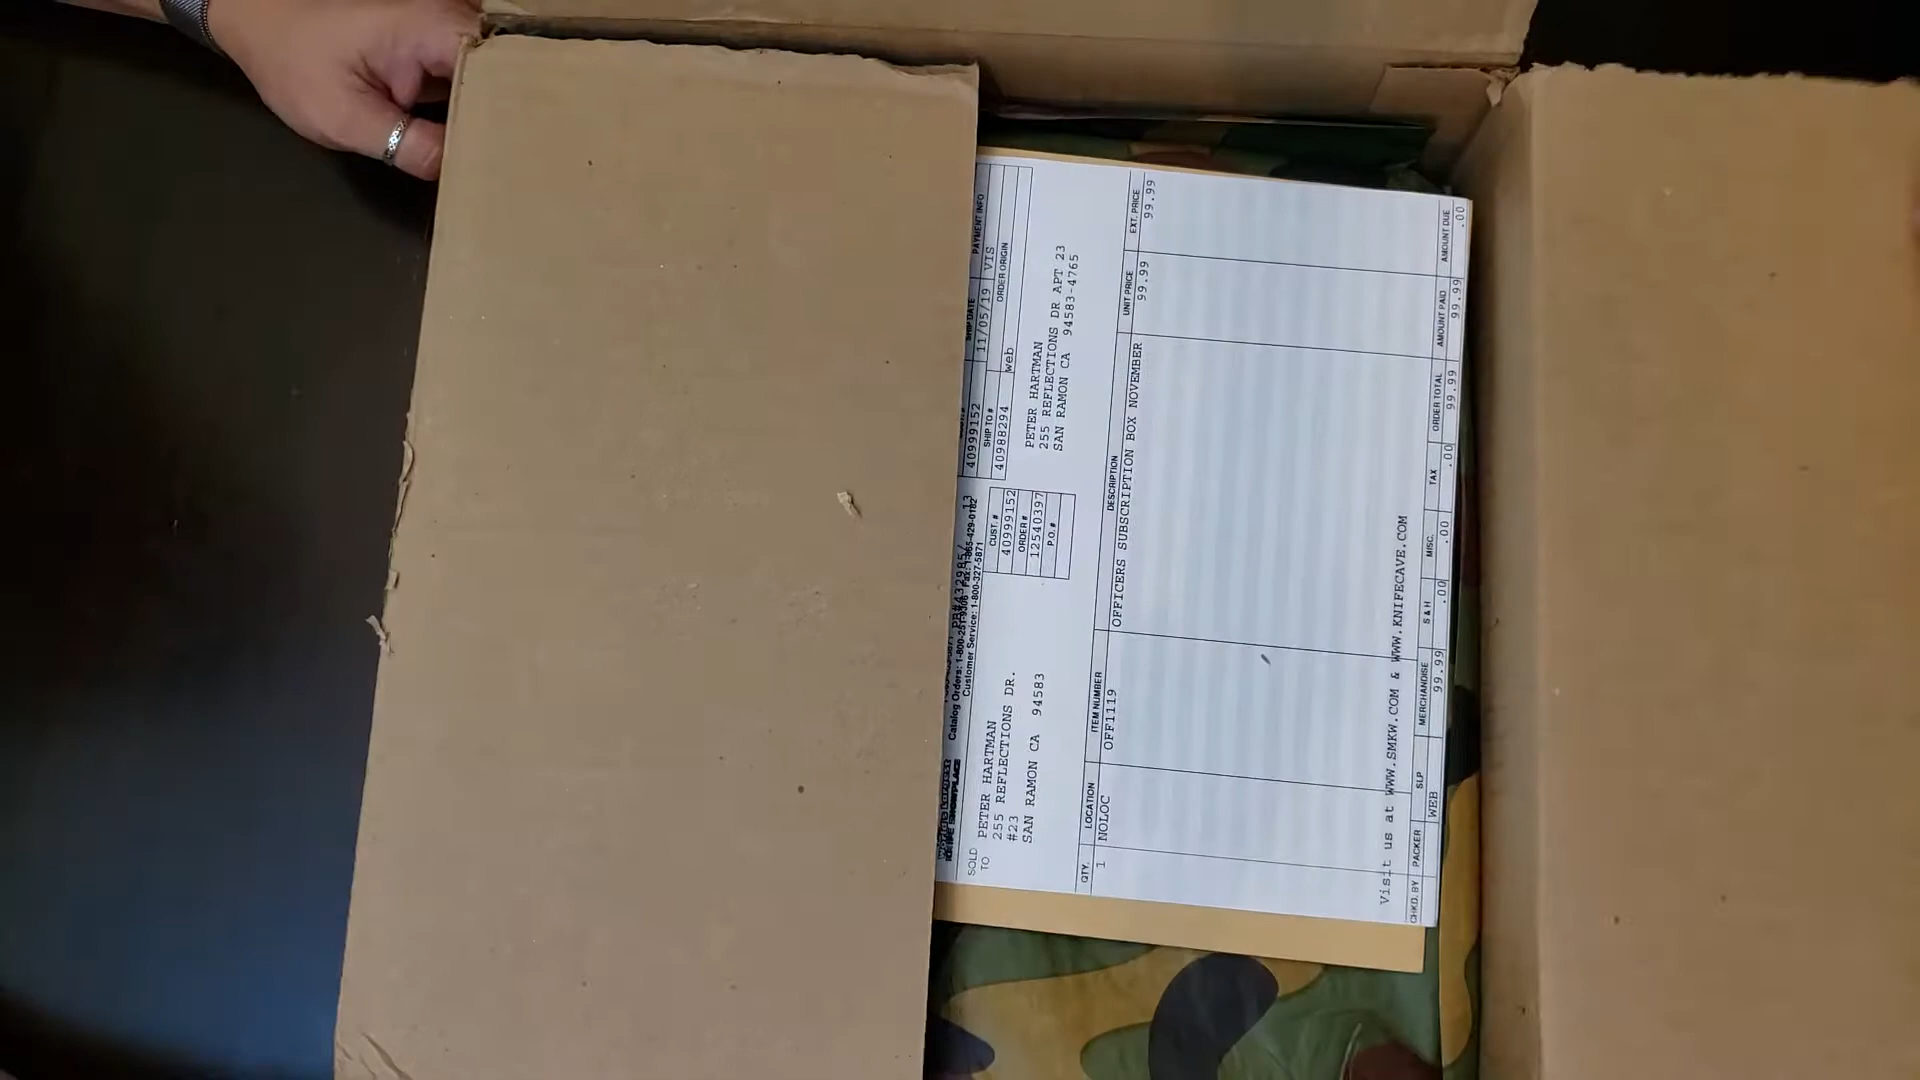 Catalog Orders: 1-800-251-9306
Customer Service: 1-800-327-5871
SHIP DATE
PAYMENT INFO
40999152
11/05/19
VIS
SHIP TO #
ORDER ORIGIN
40988294
web
CUST. #
40999152
ORDER #
12540397
P.O. #
SOLD TO
PETER HARTMAN
255 REFLECTIONS DR.
#23
SAN RAMON CA 94583
PETER HARTMAN
255 REFLECTIONS DR APT 23
SAN RAMON CA 94583-4765
QTY. LOCATION ITEM NUMBER DESCRIPTION UNIT PRICE EXT. PRICE
1 NOLOC OFF1119 OFFICERS SUBSCRIPTION BOX NOVEMBER 99.99 99.99
Visit us at WWW.SMKW.COM & WWW.KNIFECAVE.COM
CHKD. BY PACKER SLP MERCHANDISE S & H MISC. TAX ORDER TOTAL AMOUNT PAID AMOUNT DUE
WEB 99.99 .00 .00 .00 99.99 99.99 .00